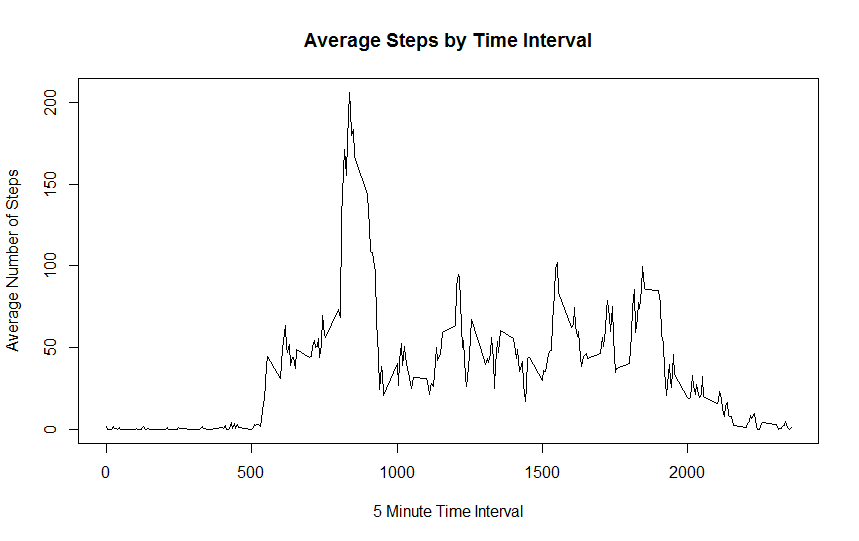 Average Steps by Time Interval
Average Number of Steps
200
150
100
50
0
0 500 1000 1500 2000
5 Minute Time Interval